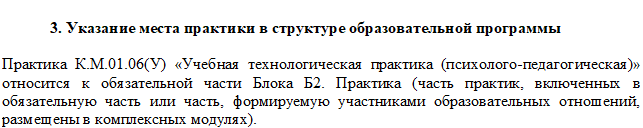 3. Указание места практики в структуре образовательной программы
Практика К.М.01.06(У) «Учебная технологическая практика (психолого-педагогическая)»
относится к обязательной части Блока Б2. Практика (часть практик, включенных в
обязательную часть или часть, формируемую участниками образовательных отношений,
размещены в комплексных модулях).